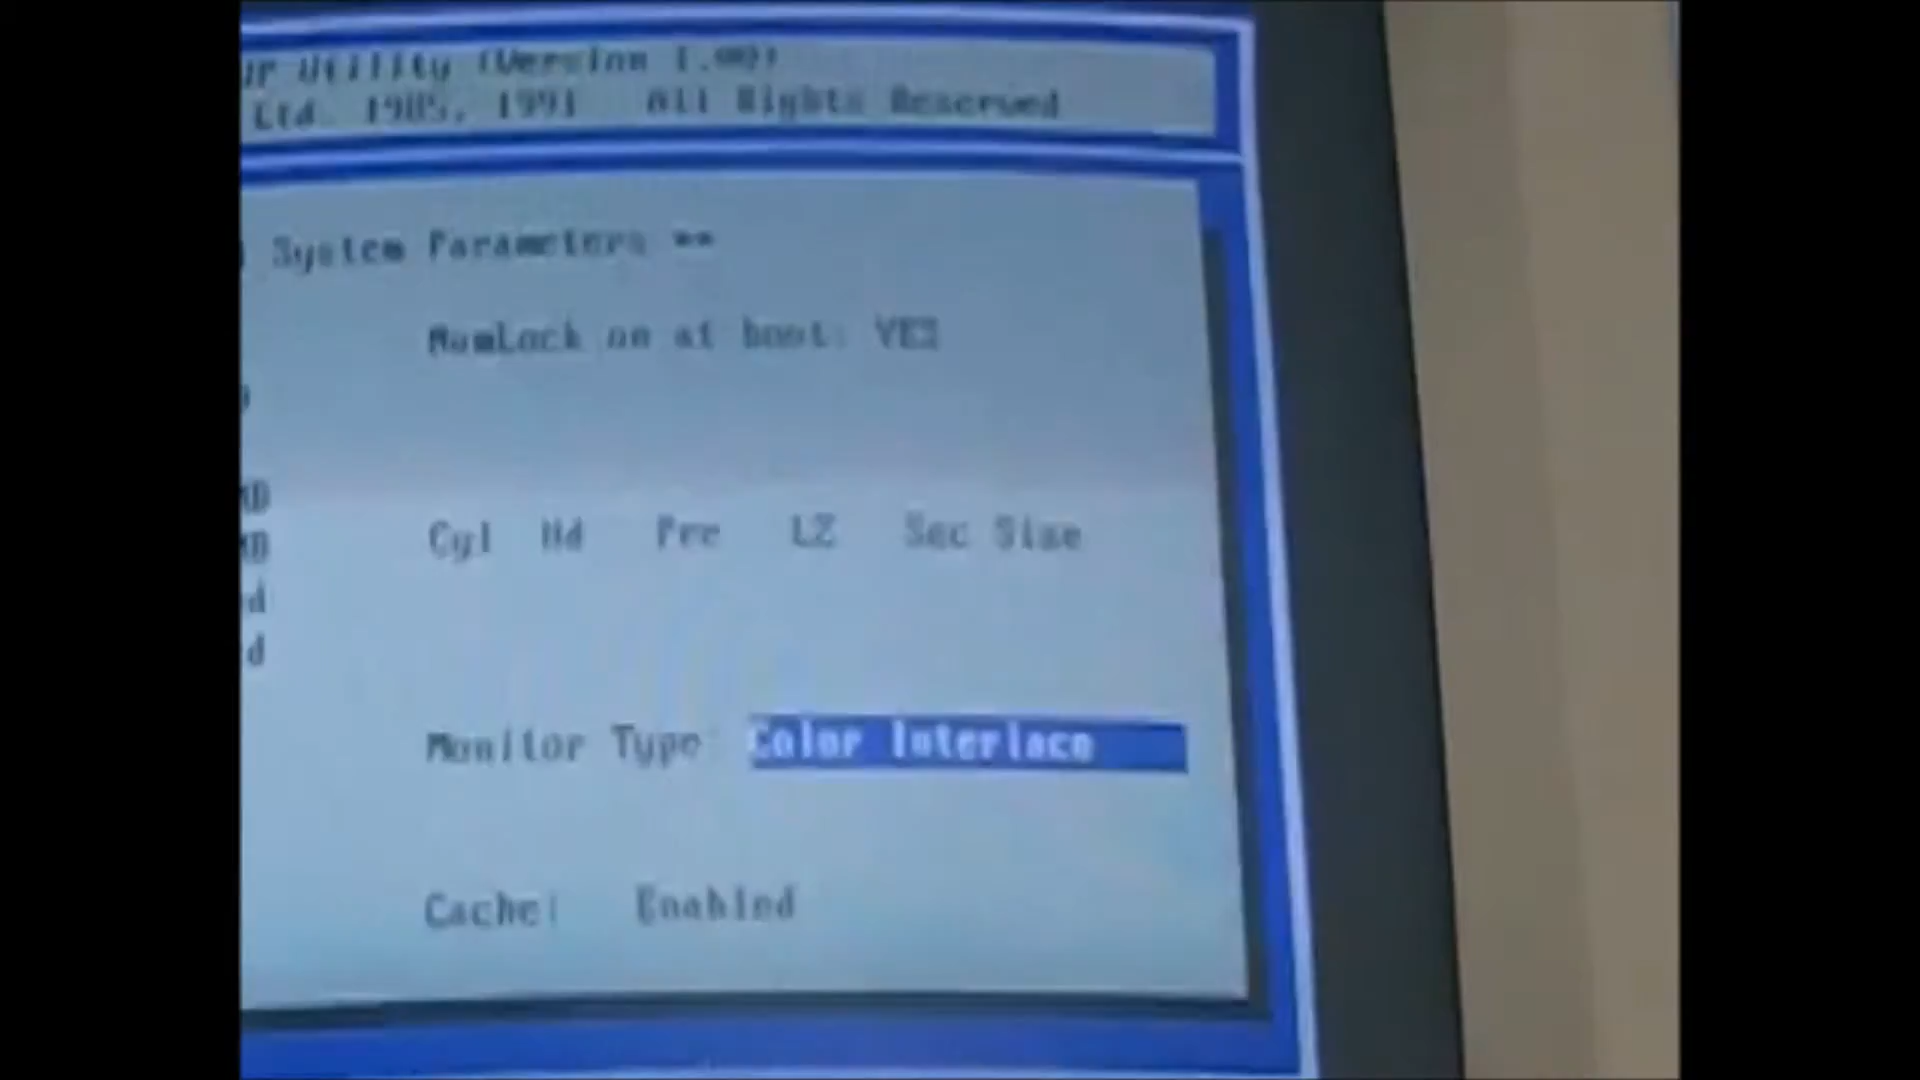 UP Utility (Version 1.00)
Ltd. 1985, 1991 All Rights Reserved
System Parameters **
NumLock on at boot: YES
Cyl Hd Pre LZ Sec Size
d
d
Monitor Type: Color Interlace
Cache: Enabled